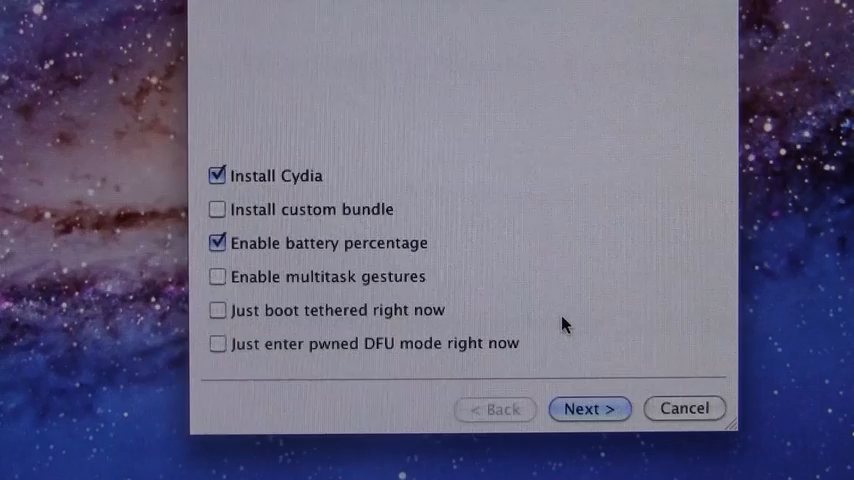 Install Cydia
Install custom bundle
Enable battery percentage
Enable multitask gestures
Just boot tethered right now
Just enter pwned DFU mode right now
< Back Next > Cancel